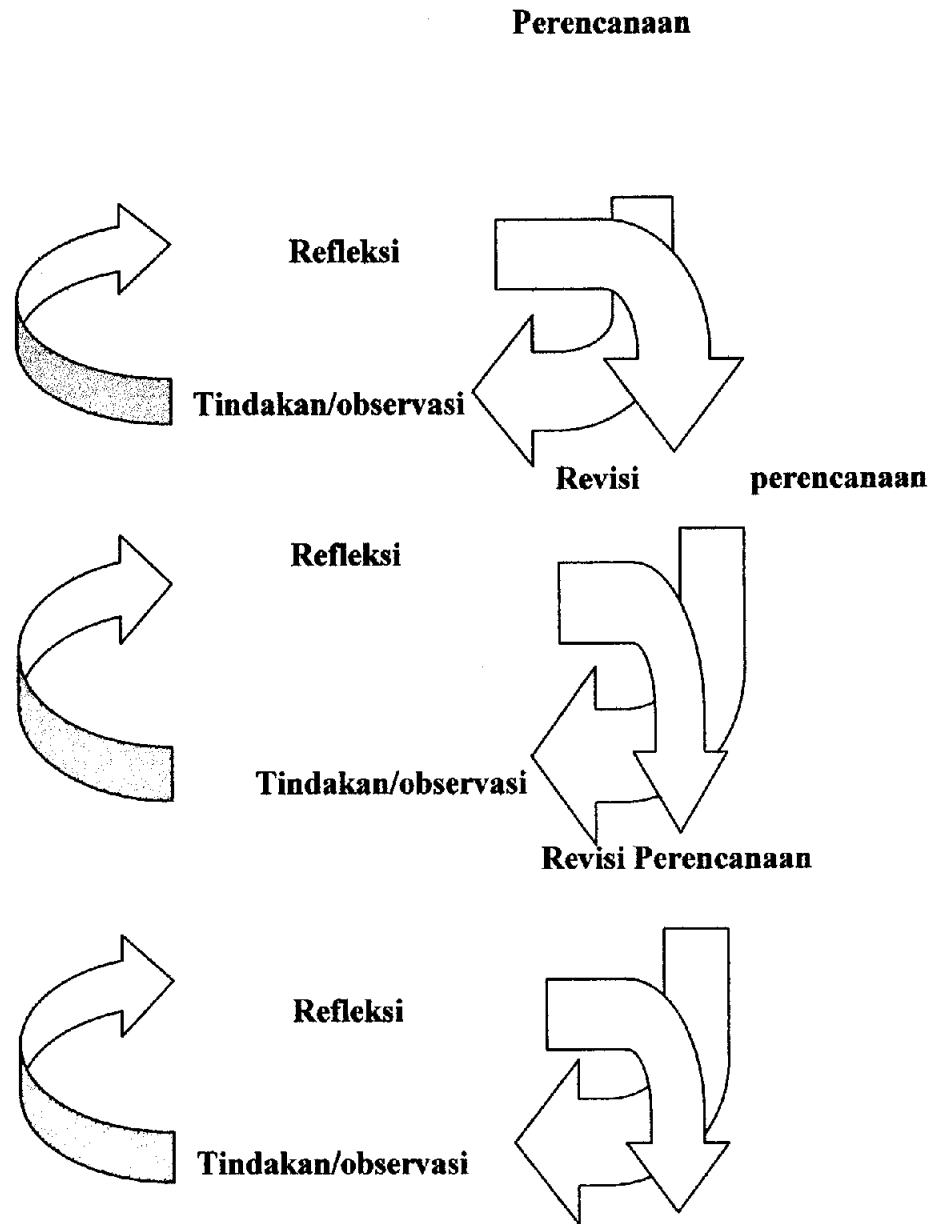 Perencanaan
Refleksi
Tindakan/observasi
Revisi perencanaan
Refleksi
Tindakan/observasi
Revisi Perencanaan
Refleksi
Tindakan/observasi